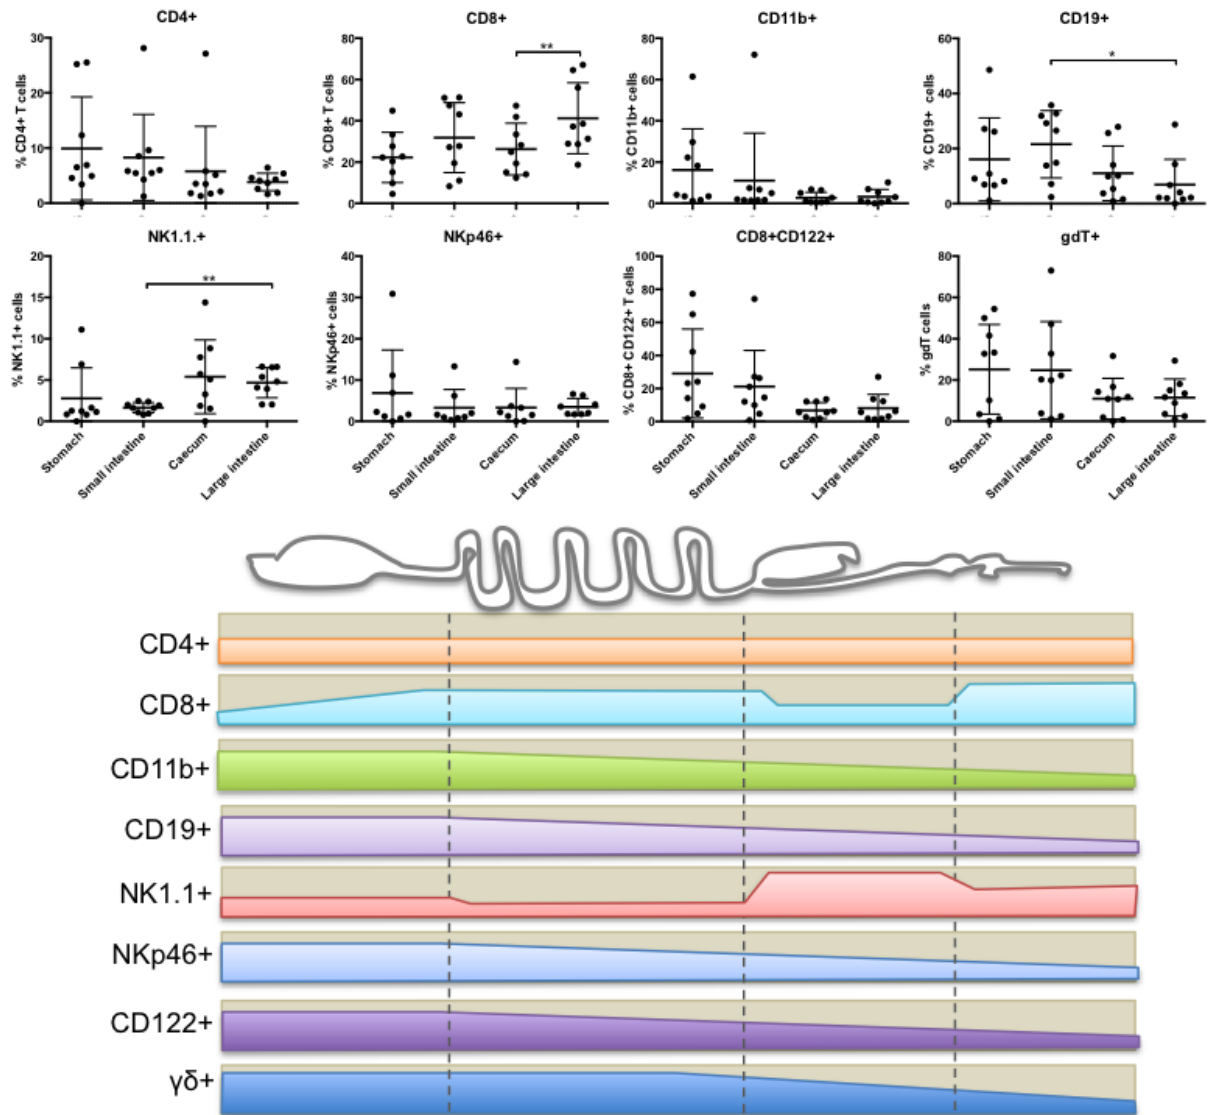 CD4+
CD8+
CD11b+
CD19+
% CD4+ T cells
30
20
10
0
% CD8+ T cells
80
60
40
20
0
**
% CD11b+ cells
80
60
40
20
0
% CD19+ cells
60
40
20
0
*
NK1.1.+
NKp46+
CD8+CD122+
gdT+
% NK1.1+ cells
20
15
10
5
0
**
% NKp46+ cells
40
30
20
10
0
% CD8+ CD122+ T cells
100
80
60
40
20
0
% gdT cells
80
60
40
20
0
Stomach
Small intestine
Caecum
Large intestine
Stomach
Small intestine
Caecum
Large intestine
Stomach
Small intestine
Caecum
Large intestine
Stomach
Small intestine
Caecum
Large intestine
CD4+
CD8+
CD11b+
CD19+
NK1.1+
NKp46+
CD122+
γδ+